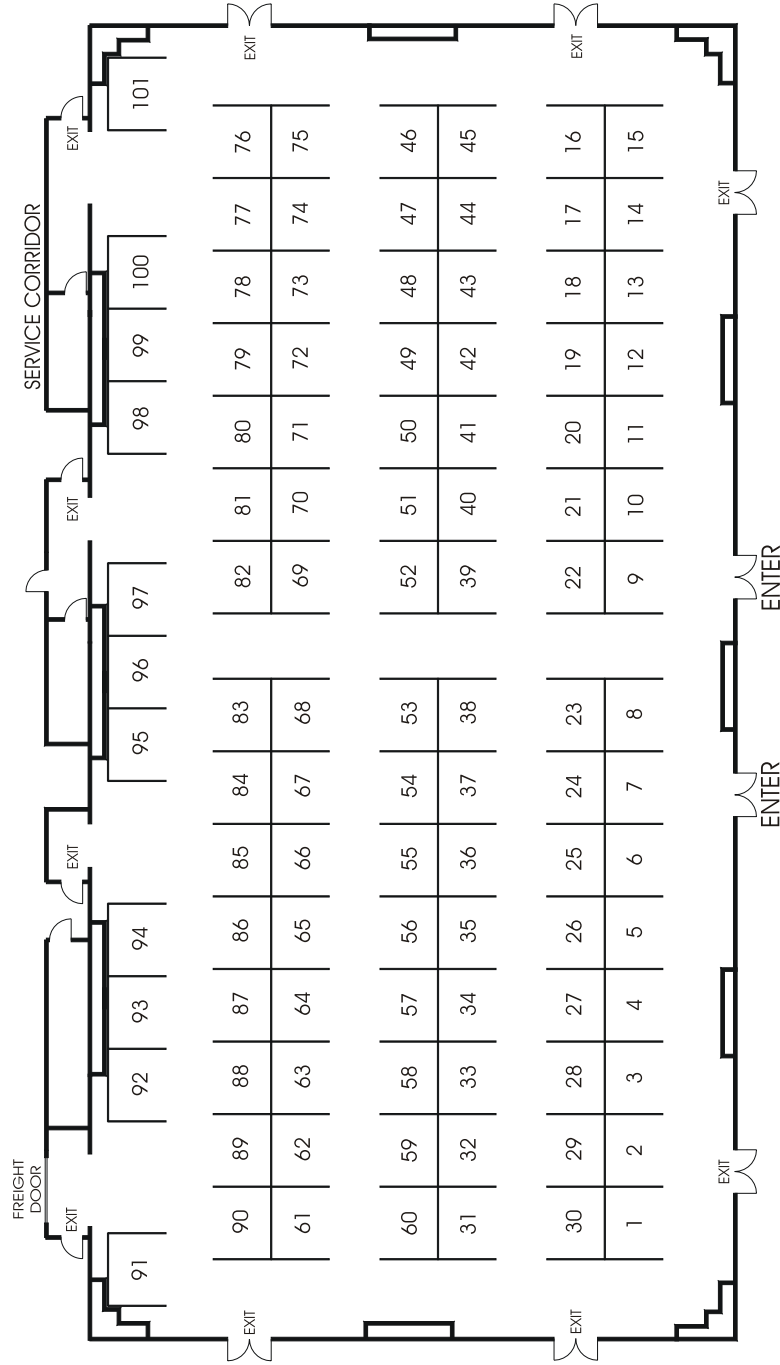 FREIGHT
DOOR
SERVICE CORRIDOR
EXIT EXIT EXIT EXIT
91 92 93 94 95 96 97 98 99 100 101
EXIT 90 89 88 87 86 85 84 83 82 81 80 79 78 77 76 EXIT
61 62 63 64 65 66 67 68 69 70 71 72 73 74 75
60 59 58 57 56 55 54 53 52 51 50 49 48 47 46
31 32 33 34 35 36 37 38 39 40 41 42 43 44 45
EXIT 30 29 28 27 26 25 24 23 22 21 20 19 18 17 16 EXIT
1 2 3 4 5 6 7 8 9 10 11 12 13 14 15
EXIT EXIT
ENTER ENTER